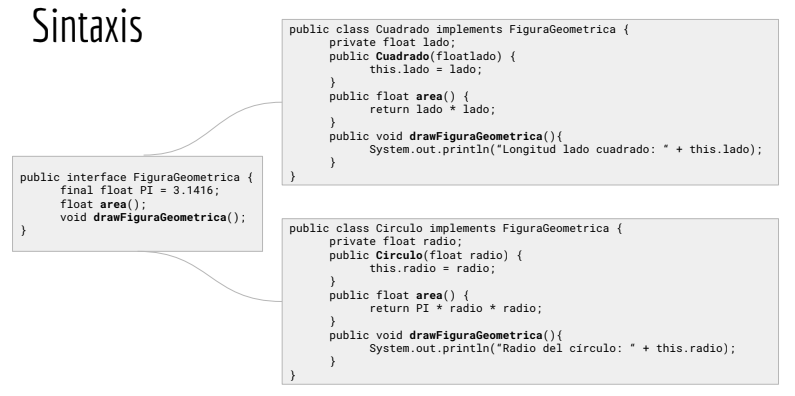 Sintaxis
public class Cuadrado implements FiguraGeometrica {
private float lado;
public Cuadrado(floatlado) {
this.lado = lado;
}
public float area() {
return lado * lado;
}
public void drawFiguraGeometrica(){
System.out.println(“Longitud lado cuadrado: “ + this.lado);
}
}
public interface FiguraGeometrica {
final float PI = 3.1416;
float area();
void drawFiguraGeometrica();
}
public class Circulo implements FiguraGeometrica {
private float radio;
public Circulo(float radio) {
this.radio = radio;
}
public float area() {
return PI * radio * radio;
}
public void drawFiguraGeometrica(){
System.out.println(“Radio del círculo: “ + this.radio);
}
}